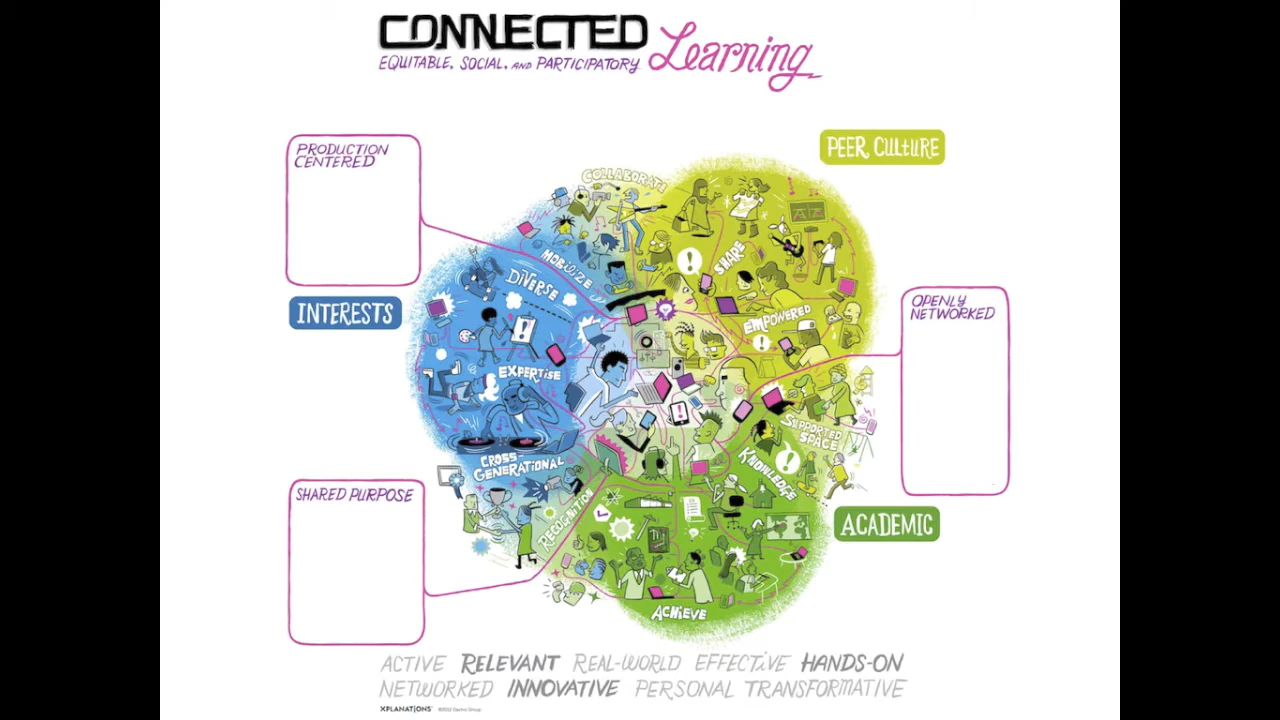 CONNECTED
Learning
EQUITABLE, SOCIAL, AND PARTICIPATORY
PEER CULTURE
PRODUCTION
CENTERED
COLLABORATI
SHARE
MOBILIZE
DIVERSE
OPENLY
NETWORKED
INTERESTS
EMPOWERED
EXPERTISE
SUPPORTED
SPACE
CROSS-
GENERATIONAL
KNOWLEDGE
SHARED PURPOSE
RECOGNITION
ACADEMIC
ACHIEVE
ACTIVE RELEVANT REAL-WORLD EFFECTIVE HANDS-ON
NETWORKED INNOVATIVE PERSONAL TRANSFORMATIVE
XPLANATIONS